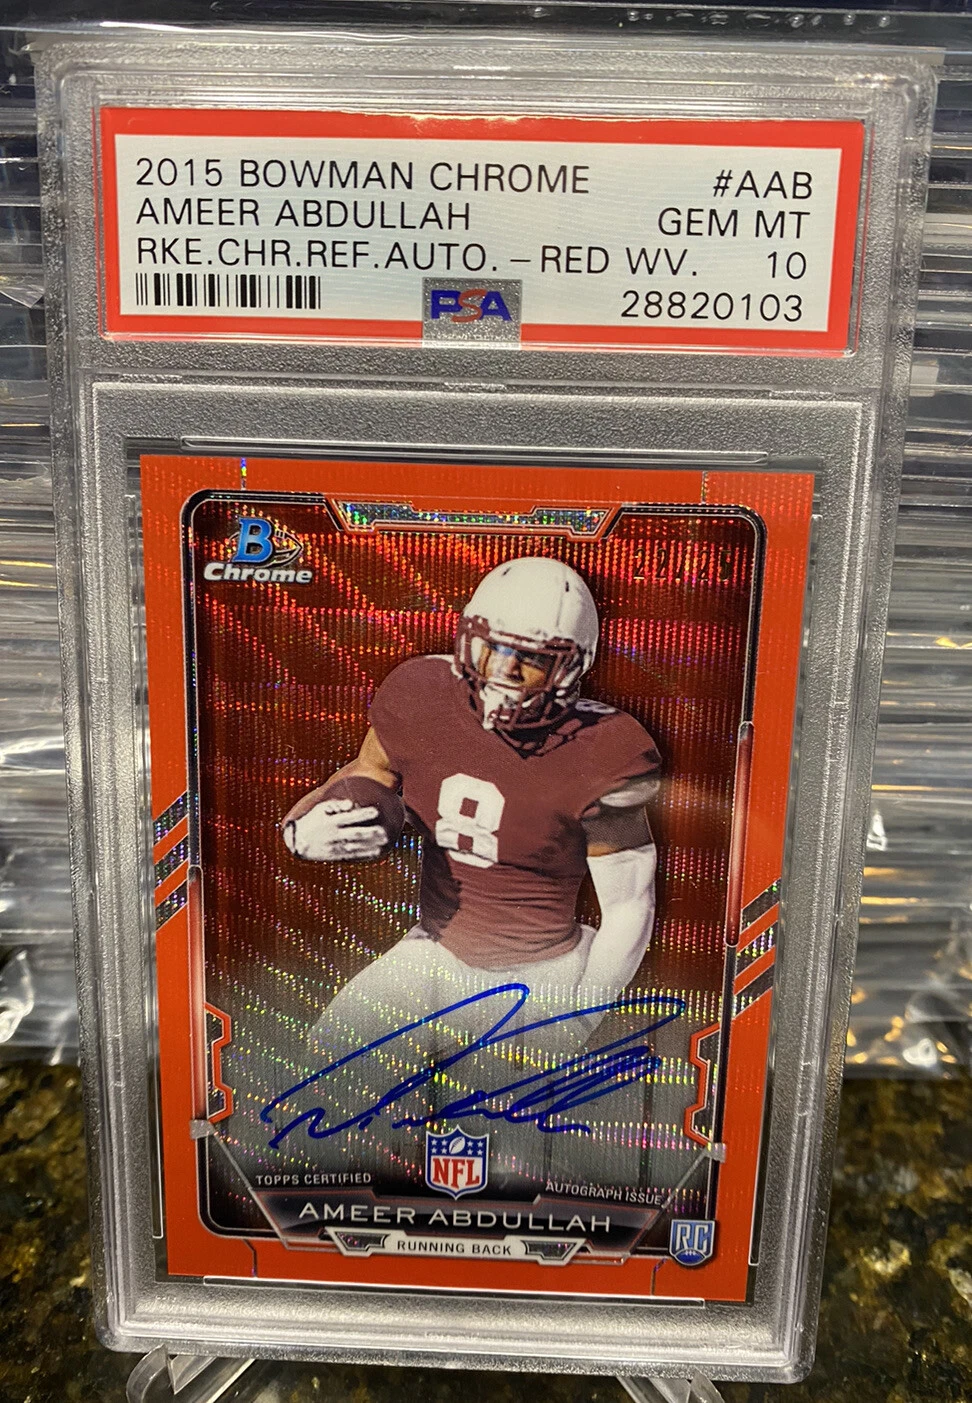 2015 BOWMAN CHROME #AAB
AMEER ABDULLAH GEM MT
RKE.CHR.REF.AUTO.-RED WV. 10
PSA 28820103
B
Chrome
8
8
NFL
TOPPS CERTIFIED AUTOGRAPH ISSUE
AMEER ABDULLAH
RUNNING BACK
RC